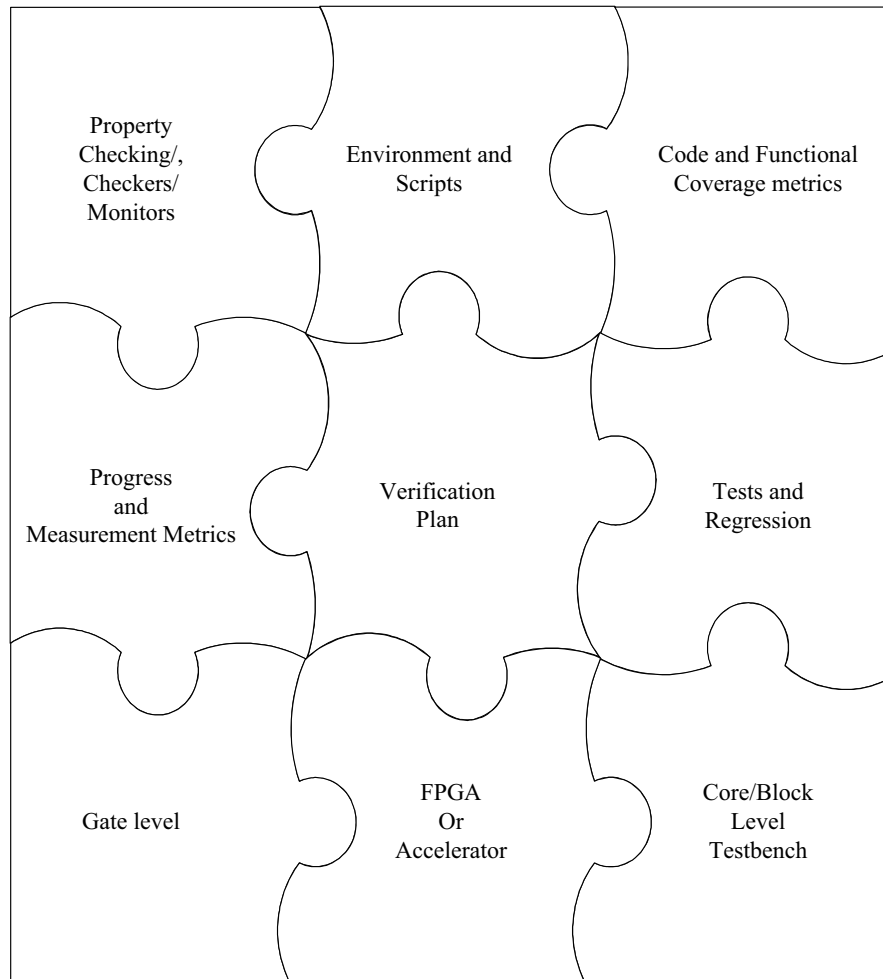 Property
Checking/,
Checkers/
Monitors
Environment and
Scripts
Code and Functional
Coverage metrics
Progress
and
Measurement Metrics
Verification
Plan
Tests and
Regression
Gate level
FPGA
Or
Accelerator
Core/Block
Level
Testbench